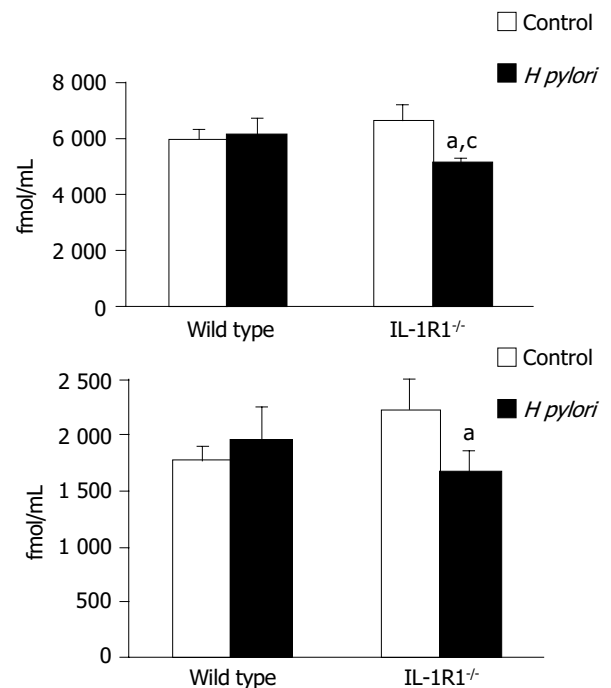 Control
H pylori
8 000
6 000
4 000
2 000
0
fmol/mL
a,c
Wild type IL-1R1-/-
Control
H pylori
2 500
2 000
1 500
1 000
500
0
fmol/mL
a
Wild type IL-1R1-/-